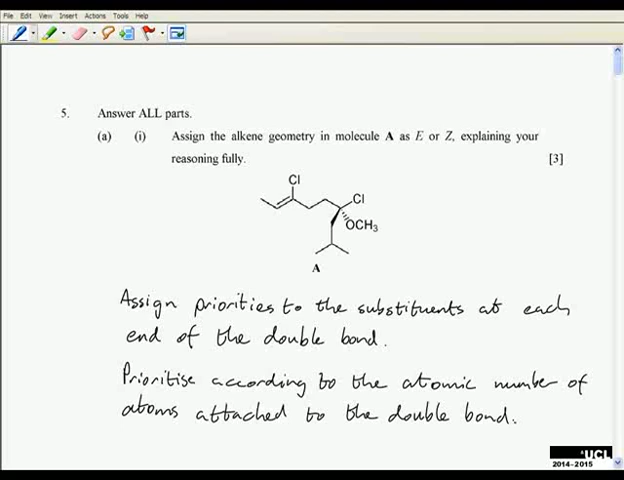 File Edit View Insert Actions Tools Help
5. Answer ALL parts.
(a) (i) Assign the alkene geometry in molecule A as E or Z, explaining your
reasoning fully. [3]
Cl
Cl
OCH3
A
Assign priorities to the substituents at each
end of the double bond.
Prioritise according to the atomic number of
atoms attached to the double bond.
UCL
2014-2015